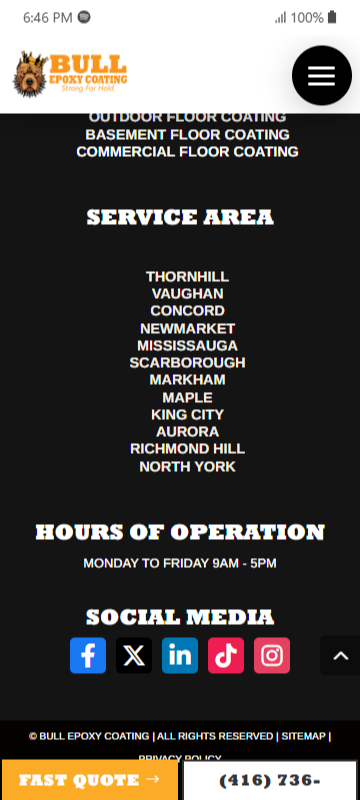 6:46 PM
100%
BULL
EPOXY COATING
Strong. For Hold.
OUTDOOR FLOOR COATING
BASEMENT FLOOR COATING
COMMERCIAL FLOOR COATING
SERVICE AREA
THORNHILL
VAUGHAN
CONCORD
NEWMARKET
MISSISSAUGA
SCARBOROUGH
MARKHAM
MAPLE
KING CITY
AURORA
RICHMOND HILL
NORTH YORK
HOURS OF OPERATION
MONDAY TO FRIDAY 9AM - 5PM
SOCIAL MEDIA
© BULL EPOXY COATING | ALL RIGHTS RESERVED | SITEMAP |
PRIVACY POLICY
FAST QUOTE →
(416) 736-